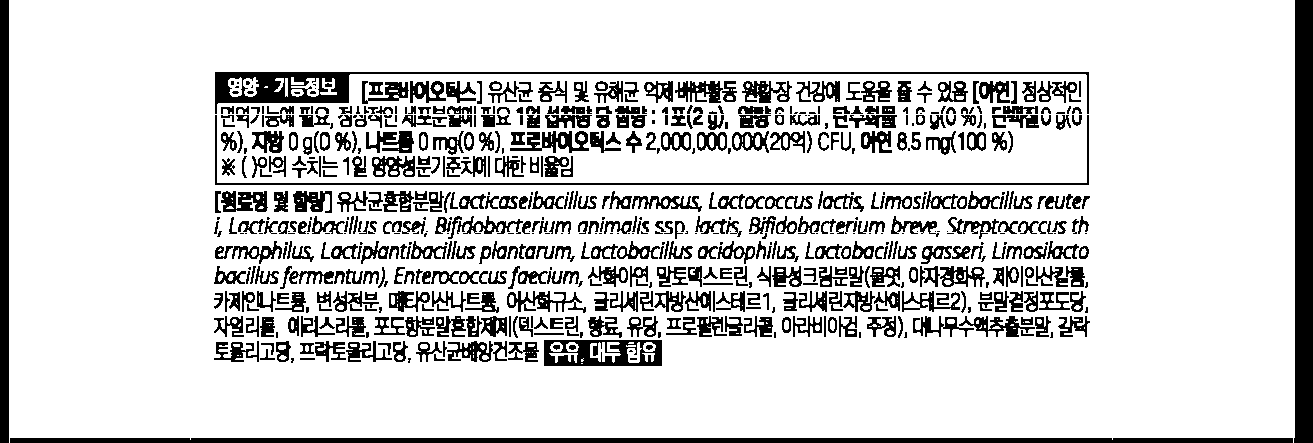 영양·기능정보 [프로바이오틱스] 유산균 증식 및 유해균 억제·배변활동 원활·장 건강에 도움을 줄 수 있음 [아연] 정상적인
면역기능에 필요, 정상적인 세포분열에 필요 1일 섭취량 당 함량 : 1포(2 g), 열량 6 kcal, 탄수화물 1.6 g(0 %), 단백질 0 g(0
%), 지방 0 g(0 %), 나트륨 0 mg(0 %), 프로바이오틱스 수 2,000,000,000(20억) CFU, 아연 8.5 mg(100 %)
※ ( )안의 수치는 1일 영양성분기준치에 대한 비율임
[원료명 및 함량] 유산균혼합분말(Lacticaseibacillus rhamnosus, Lactococcus lactis, Limosilactobacillus reuter
i, Lacticaseibacillus casei, Bifidobacterium animalis ssp. lactis, Bifidobacterium breve, Streptococcus th
ermophilus, Lactiplantibacillus plantarum, Lactobacillus acidophilus, Lactobacillus gasseri, Limosilacto
bacillus fermentum), Enterococcus faecium, 산화아연, 말토덱스트린, 식물성크림분말(물엿, 야자경화유, 제이인산칼륨,
카제인나트륨, 변성전분, 메타인산나트륨, 이산화규소, 글리세린지방산에스테르1, 글리세린지방산에스테르2), 분말결정포도당,
자일리톨, 에리스리톨, 포도향분말혼합제제(덱스트린, 향료, 유당, 프로필렌글리콜, 아라비아검, 주정), 대나무수액추출분말, 갈락
토올리고당, 프락토올리고당, 유산균배양건조물 우유, 대두 함유